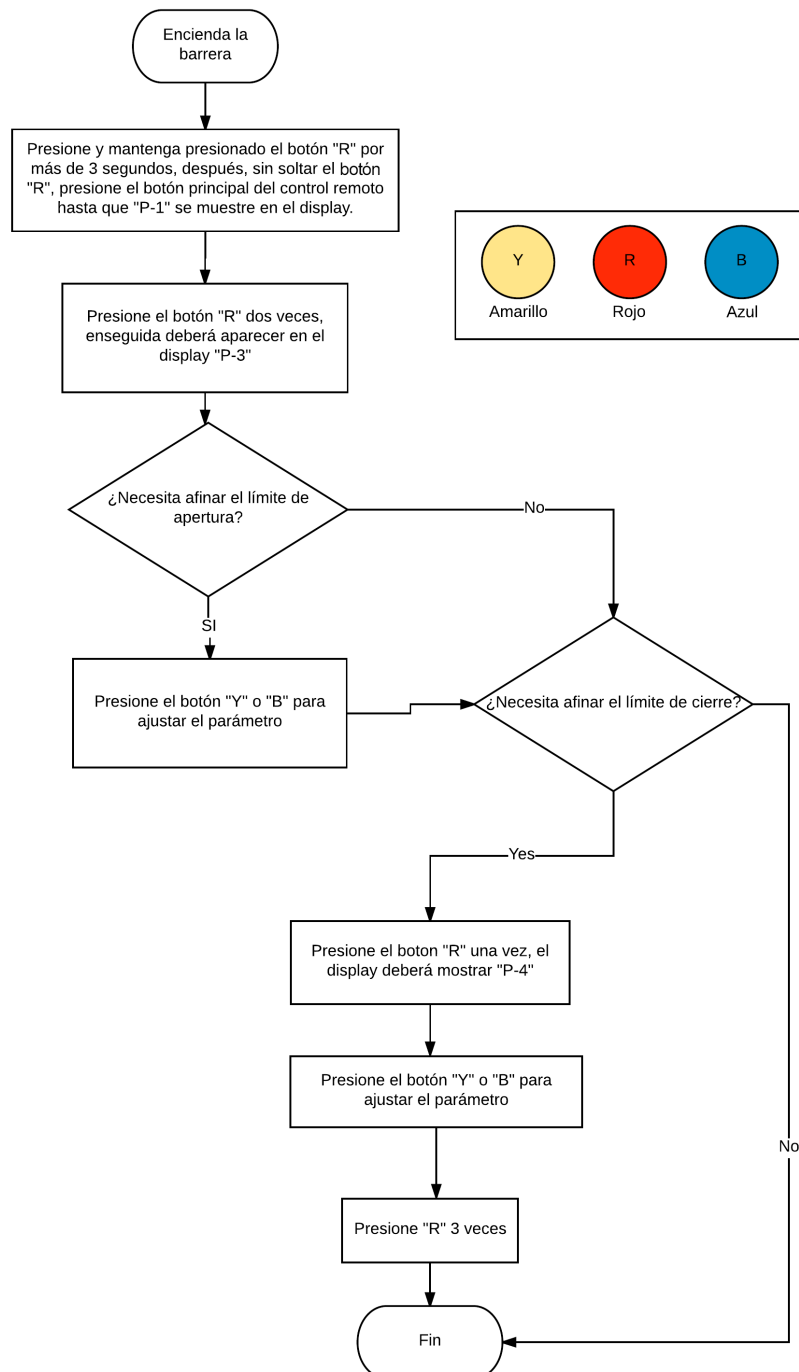 Encienda la
barrera
Presione y mantenga presionado el botón "R" por
más de 3 segundos, después, sin soltar el botón
"R", presione el botón principal del control remoto
hasta que "P-1" se muestre en el display.
Y
R
B
Amarillo
Rojo
Azul
Presione el botón "R" dos veces,
enseguida deberá aparecer en el
display "P-3"
¿Necesita afinar el límite de
apertura?
No
SI
Presione el botón "Y" o "B" para
ajustar el parámetro
¿Necesita afinar el límite de cierre?
Yes
Presione el boton "R" una vez, el
display deberá mostrar "P-4"
Presione el botón "Y" o "B" para
ajustar el parámetro
No
Presione "R" 3 veces
Fin